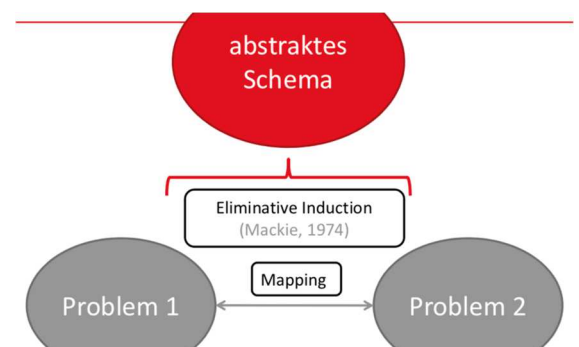 abstraktes
Schema
Eliminative Induction
(Mackie, 1974)
Mapping
Problem 1
Problem 2